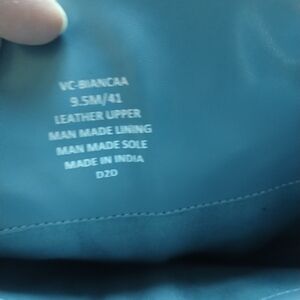 VC-BIANCAA
9.5M/41
LEATHER UPPER
MAN MADE LINING
MAN MADE SOLE
MADE IN INDIA
D2D